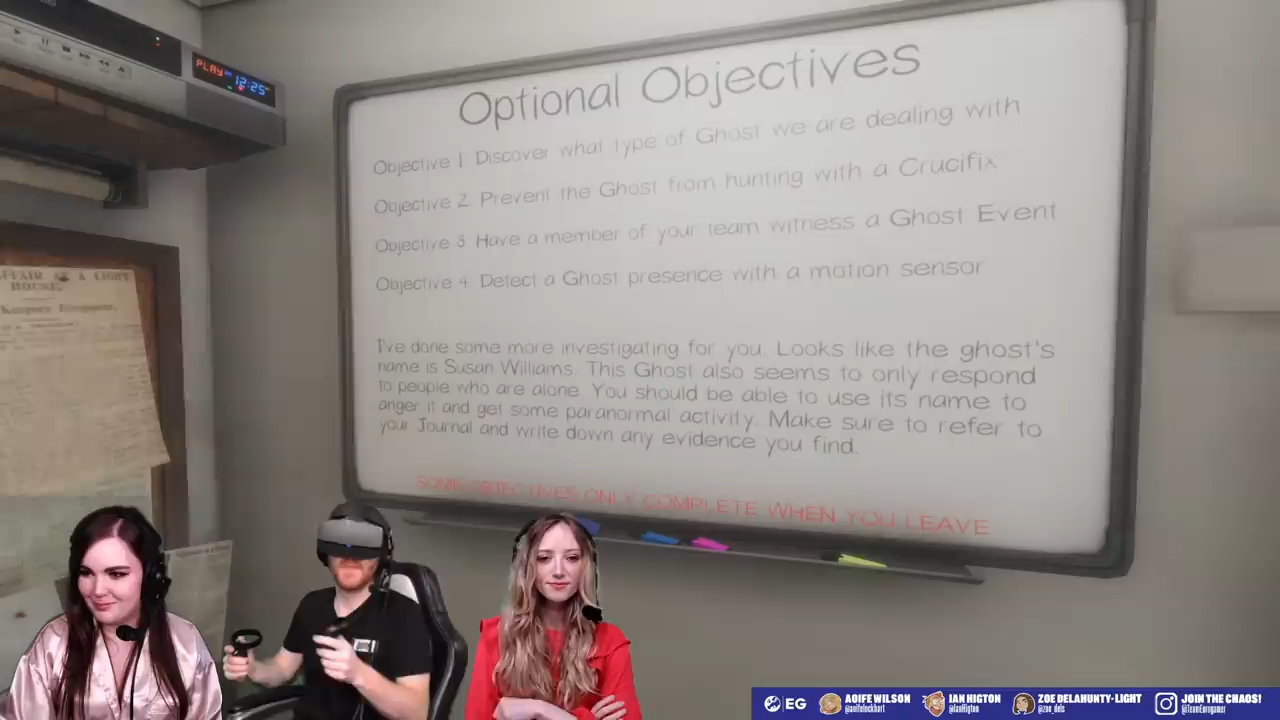 PLAY 12:25
Optional Objectives
Objective 1: Discover what type of Ghost we are dealing with
Objective 2: Prevent the Ghost from hunting with a Crucifix
Objective 3: Have a member of your team witness a Ghost Event
Objective 4: Detect a Ghost presence with a motion sensor
I've done some more investigating for you. Looks like the ghost's
name is Susan Williams. This Ghost also seems to only respond
to people who are alone. You should be able to use its name to
anger it and get some paranormal activity. Make sure to refer to
your Journal and write down any evidence you find.
SOME OBJECTIVES ONLY COMPLETE WHEN YOU LEAVE
EG
AOIFE WILSON
@aoifelockhart
IAN HIGTON
@IanHigton
ZOE DELAHUNTY-LIGHT
@zoe_dels
JOIN THE CHAOS!
@TeamEurogamer